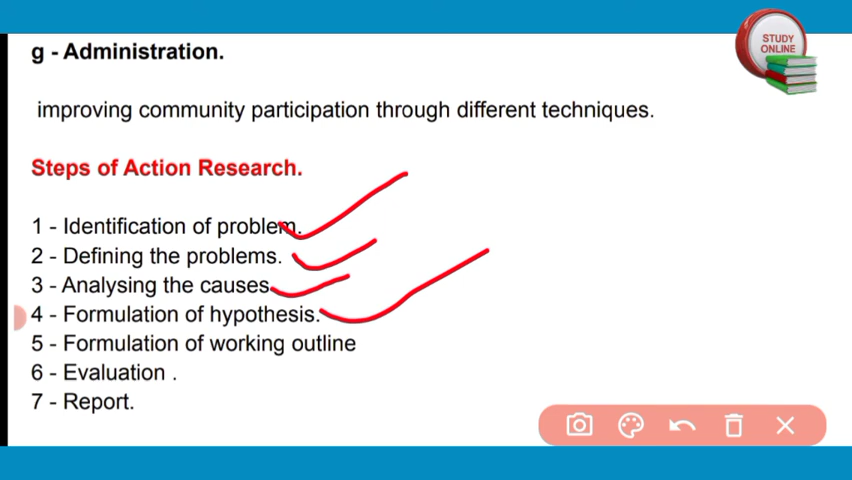 STUDY
ONLINE
g - Administration.
improving community participation through different techniques.
Steps of Action Research.
1 - Identification of problem.
2 - Defining the problems.
3 - Analysing the causes
4 - Formulation of hypothesis.
5 - Formulation of working outline
6 - Evaluation .
7 - Report.